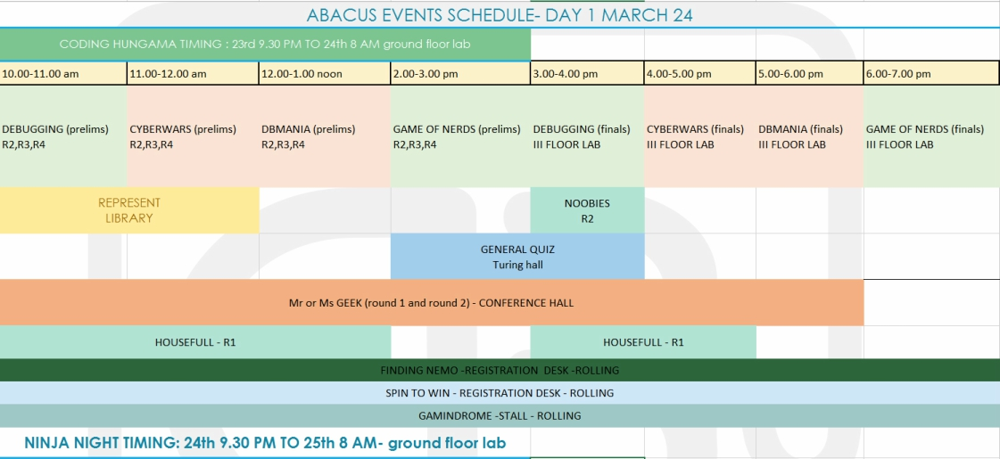 ABACUS EVENTS SCHEDULE- DAY 1 MARCH 24
CODING HUNGAMA TIMING : 23rd 9.30 PM TO 24th 8 AM ground floor lab
10.00-11.00 am
11.00-12.00 am
12.00-1.00 noon
2.00-3.00 pm
3.00-4.00 pm
4.00-5.00 pm
5.00-6.00 pm
6.00-7.00 pm
DEBUGGING (prelims)
R2,R3,R4
CYBERWARS (prelims)
R2,R3,R4
DBMANIA (prelims)
R2,R3,R4
GAME OF NERDS (prelims)
R2,R3,R4
DEBUGGING (finals)
III FLOOR LAB
CYBERWARS (finals)
III FLOOR LAB
DBMANIA (finals)
III FLOOR LAB
GAME OF NERDS (finals)
III FLOOR LAB
REPRESENT
LIBRARY
NOOBIES
R2
GENERAL QUIZ
Turing hall
Mr or Ms GEEK (round 1 and round 2) - CONFERENCE HALL
HOUSEFULL - R1
HOUSEFULL - R1
FINDING NEMO -REGISTRATION DESK -ROLLING
SPIN TO WIN - REGISTRATION DESK - ROLLING
GAMINDROME -STALL - ROLLING
NINJA NIGHT TIMING: 24th 9.30 PM TO 25th 8 AM- ground floor lab